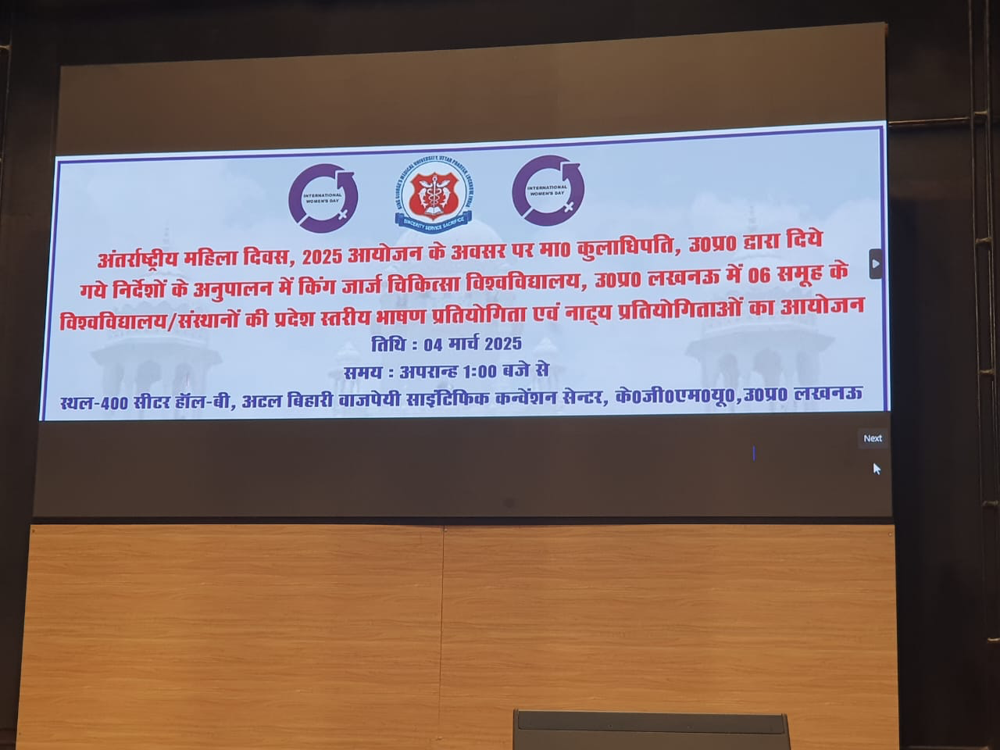 INTERNATIONAL
WOMEN'S DAY
KING GEORGE'S MEDICAL UNIVERSITY, UTTAR PRADESH, LUCKNOW, INDIA
SINCERITY SERVICE SACRIFICE
INTERNATIONAL
WOMEN'S DAY
अंतर्राष्ट्रीय महिला दिवस, 2025 आयोजन के अवसर पर मा0 कुलाधिपति, उ0प्र0 द्वारा दिये
गये निर्देशों के अनुपालन में किंग जार्ज चिकित्सा विश्वविद्यालय, उ0प्र0 लखनऊ में 06 समूह के
विश्वविद्यालय/संस्थानों की प्रदेश स्तरीय भाषण प्रतियोगिता एवं नाट्य प्रतियोगिताओं का आयोजन
तिथि : 04 मार्च 2025
समय : अपरान्ह 1:00 बजे से
स्थल-400 सीटर हॉल-बी, अटल बिहारी वाजपेयी साइंटिफिक कन्वेंशन सेन्टर, के0जी0एम0यू0,उ0प्र0 लखनऊ
Next